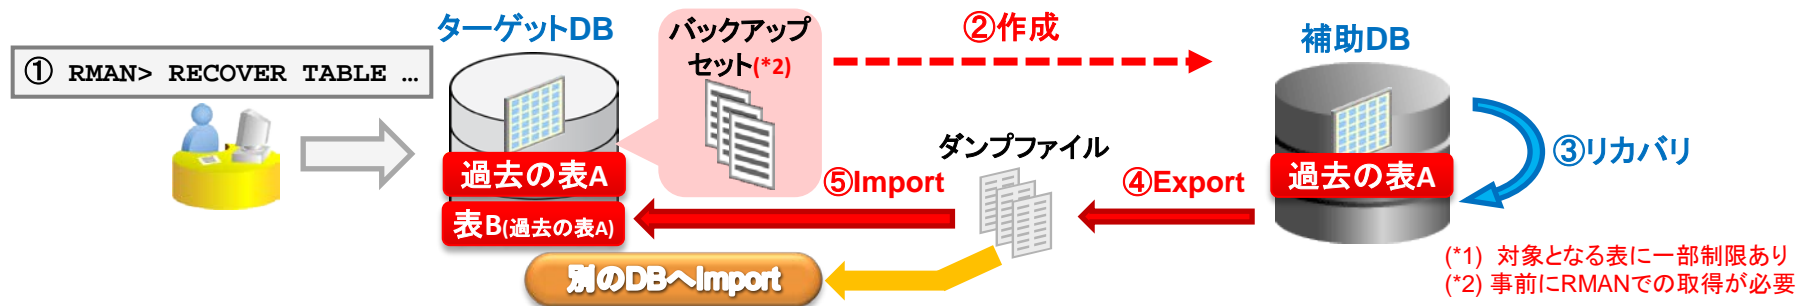 ① RMAN> RECOVER TABLE …
ターゲットDB
バックアップ
セット(*2)
②作成
補助DB
③リカバリ
ダンプファイル
過去の表A
⑤Import
④Export
過去の表A
表B(過去の表A)
別のDBへImport
(*1) 対象となる表に一部制限あり
(*2) 事前にRMANでの取得が必要